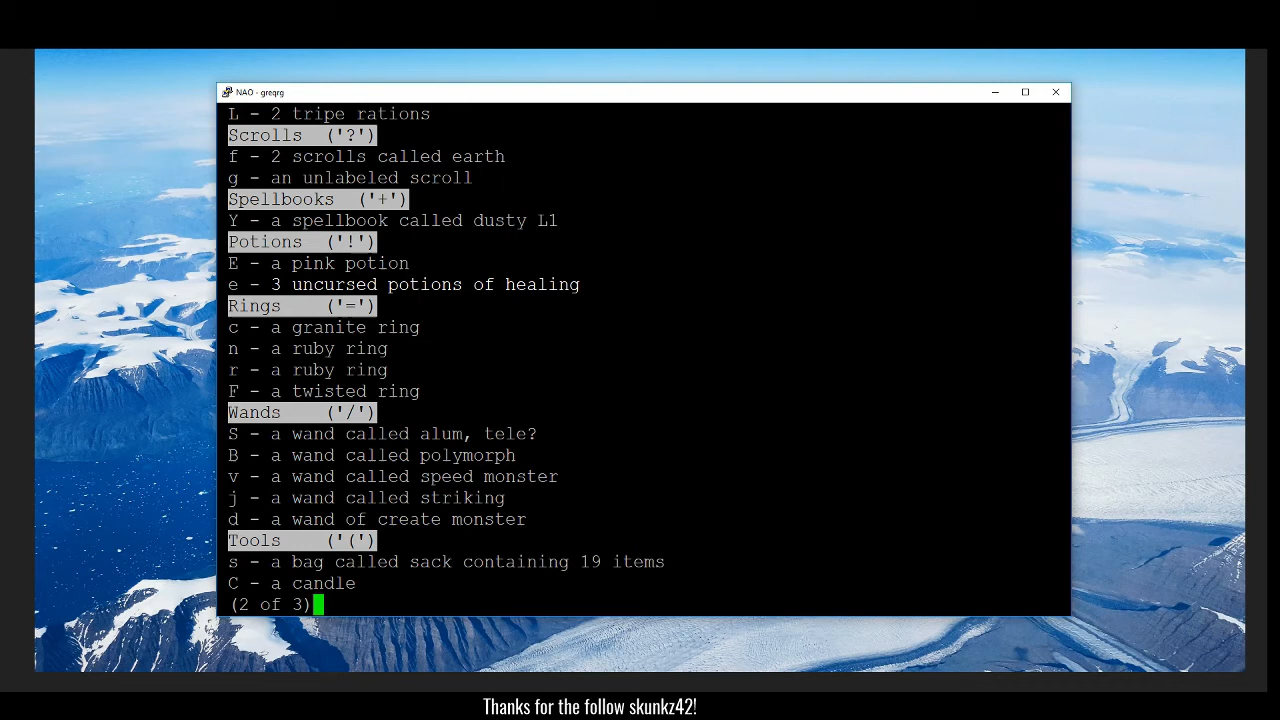 NAO - greqrg
L - 2 tripe rations
Scrolls  ('?')
f - 2 scrolls called earth
g - an unlabeled scroll
Spellbooks  ('+')
Y - a spellbook called dusty L1
Potions  ('!')
E - a pink potion
e - 3 uncursed potions of healing
Rings  ('=')
c - a granite ring
n - a ruby ring
r - a ruby ring
F - a twisted ring
Wands  ('/')
S - a wand called alum, tele?
B - a wand called polymorph
v - a wand called speed monster
j - a wand called striking
d - a wand of create monster
Tools  ('(')
s - a bag called sack containing 19 items
C - a candle
(2 of 3)
Thanks for the follow skunkz42!